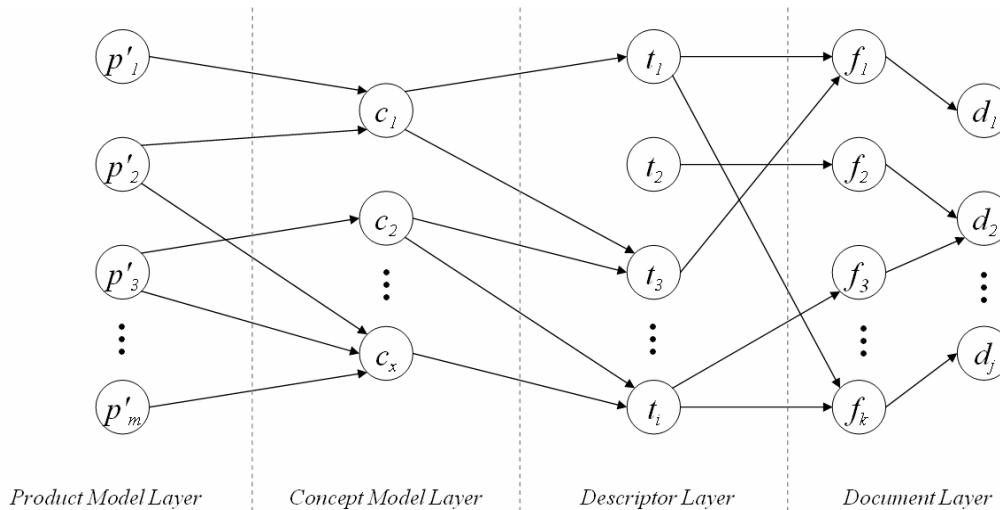 p'₁ t₁ f₁
c₁ d₁
p'₂ t₂ f₂
c₂ d₂
p'₃ t₃ f₃
cₓ dⱼ
p'ₘ tᵢ fₖ
Product Model Layer Concept Model Layer Descriptor Layer Document Layer